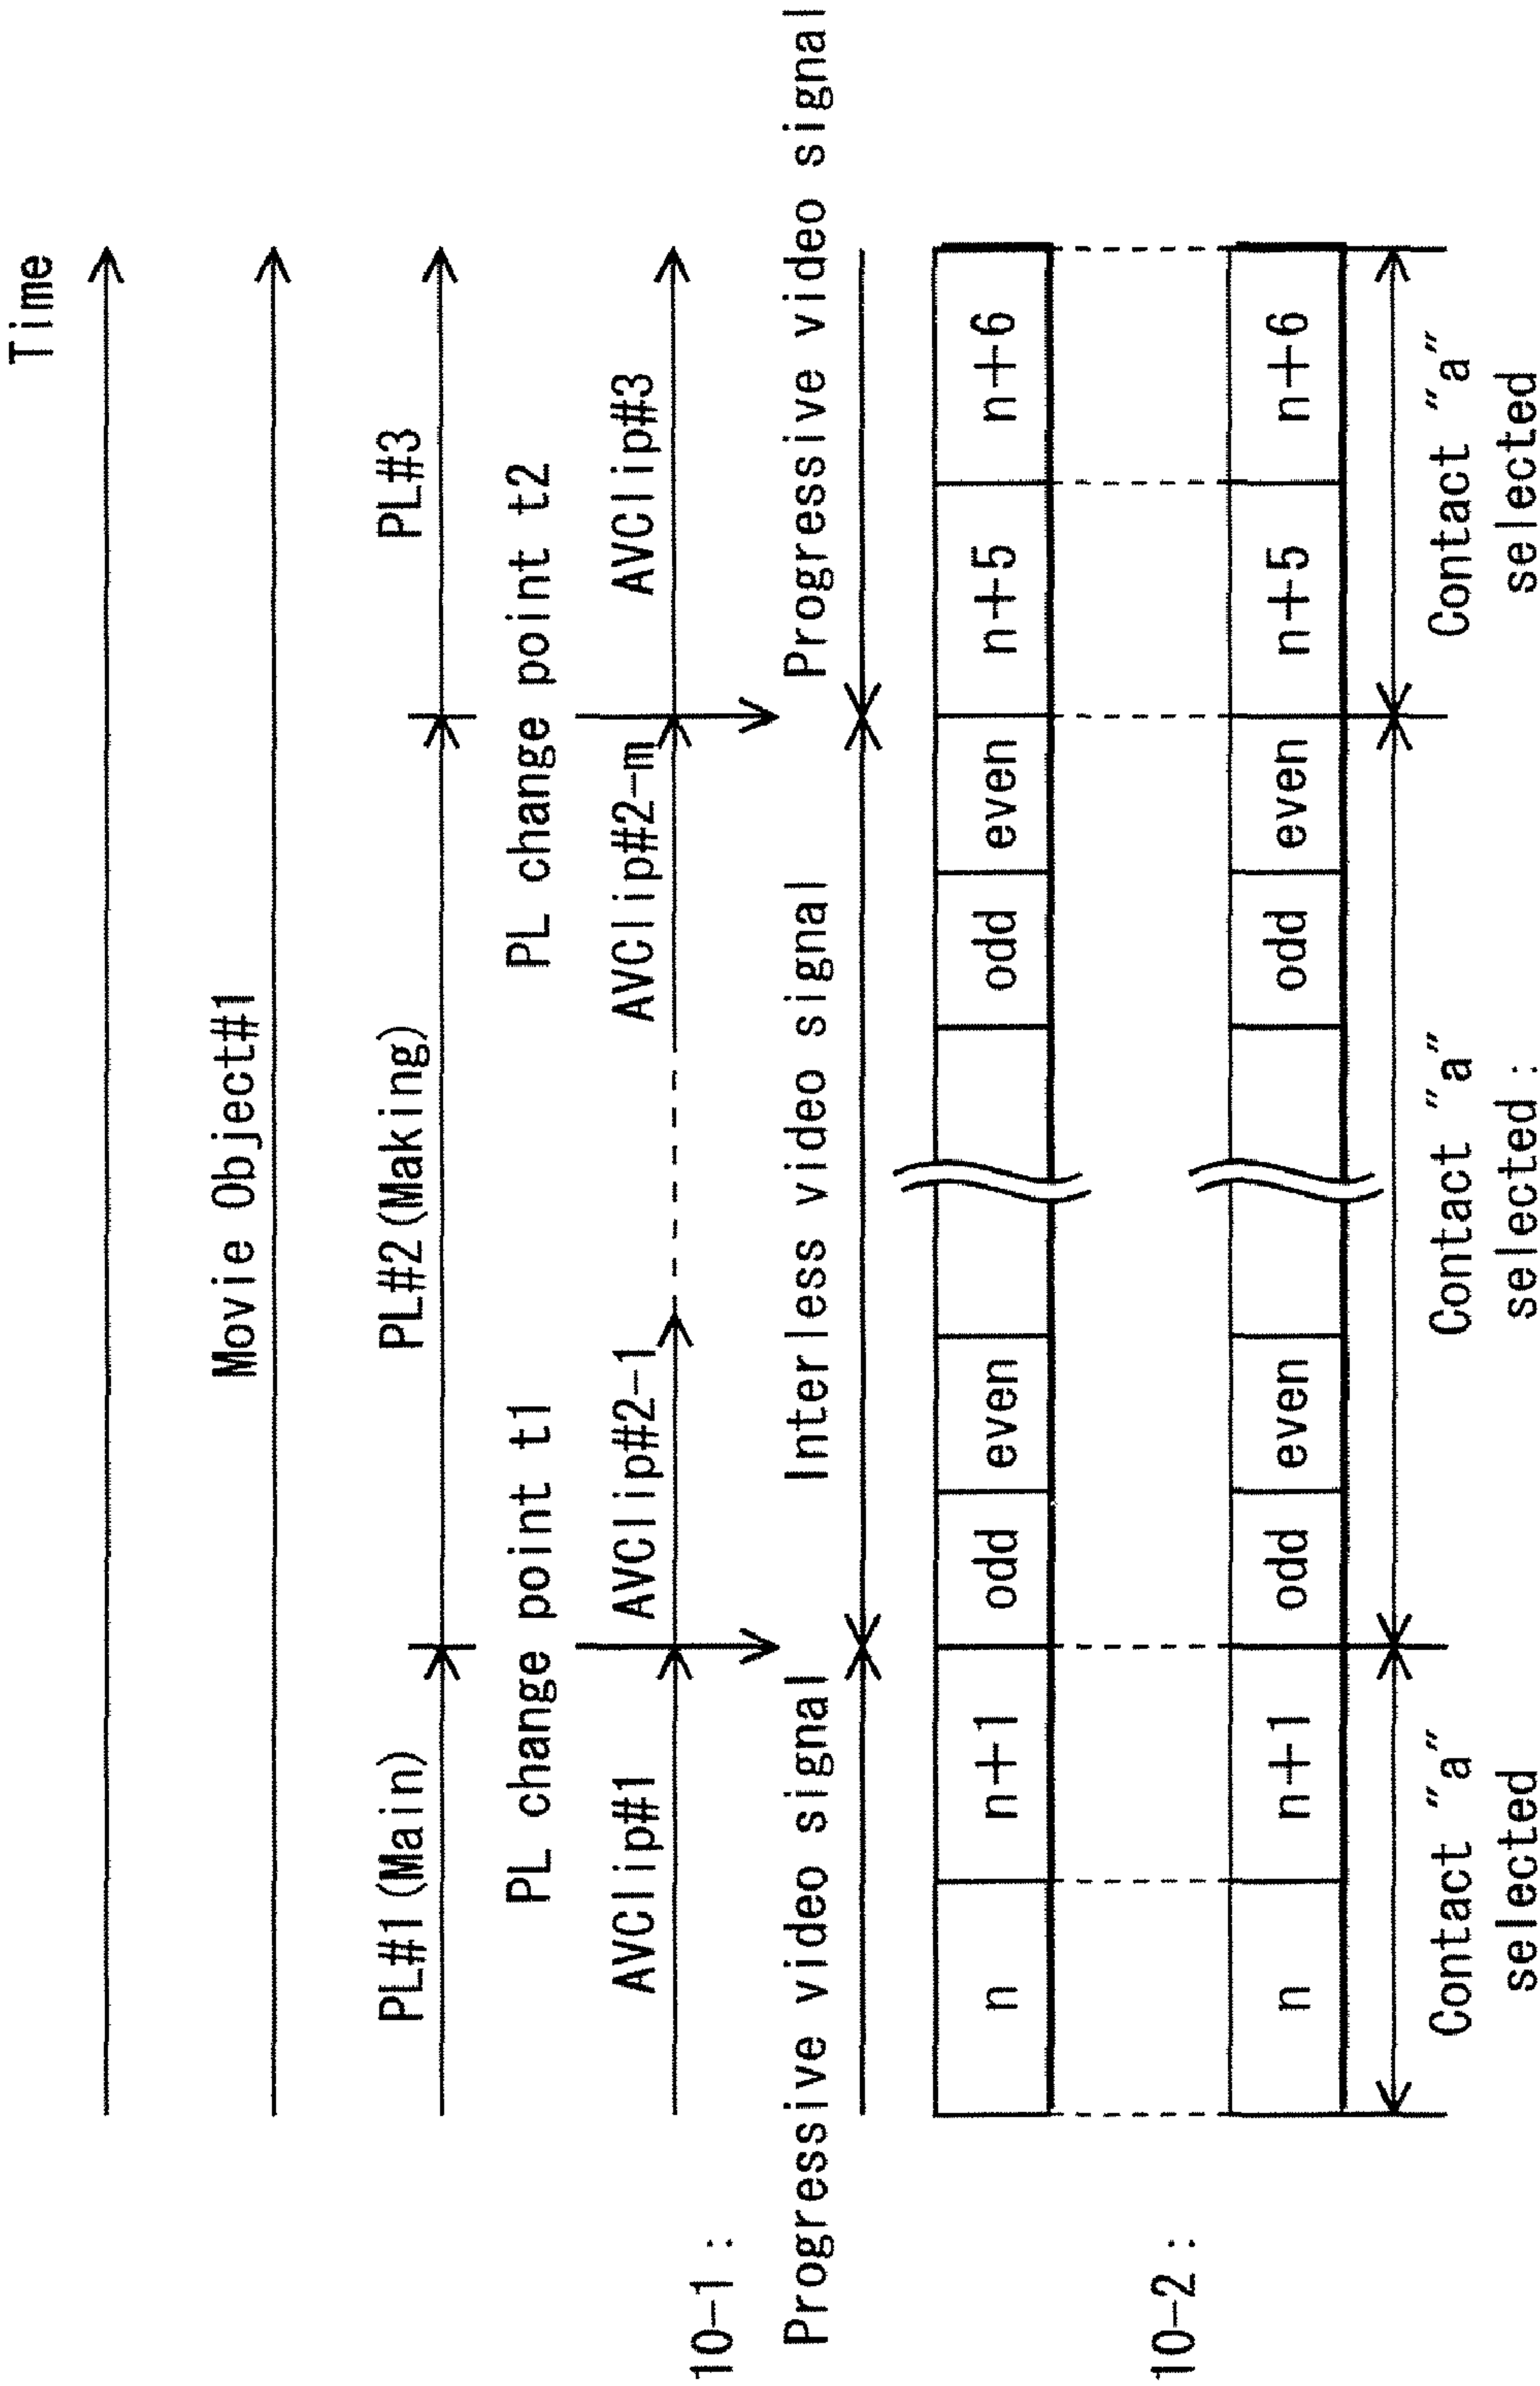 Time
Movie Object#1
PL#1(Main) PL#2(Making) PL#3
PL change point t1 PL change point t2
AVClip#1 AVClip#2-1 AVClip#2-m AVClip#3
10-1:
Progressive video signal Interless video signal Progressive video signal
n n+1 odd even odd even n+5 n+6
10-2:
n n+1 odd even odd even n+5 n+6
Contact "a" Contact "a" Contact "a"
selected selected: selected